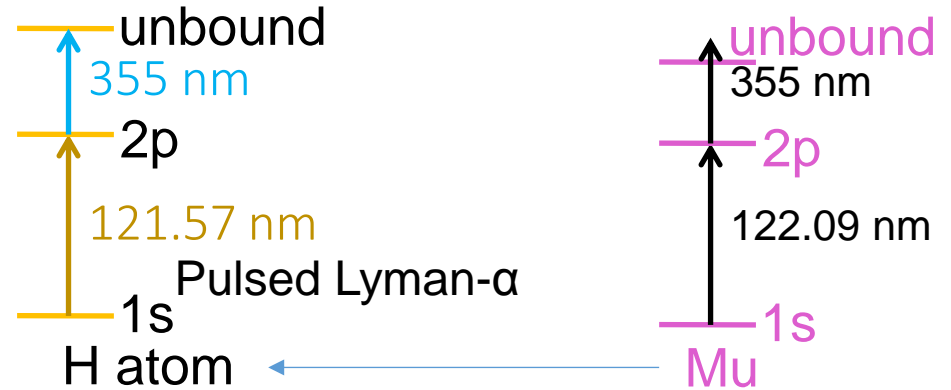 unbound
355 nm
2p
121.57 nm
Pulsed Lyman-α
1s
H atom
unbound
355 nm
2p
122.09 nm
1s
Mu